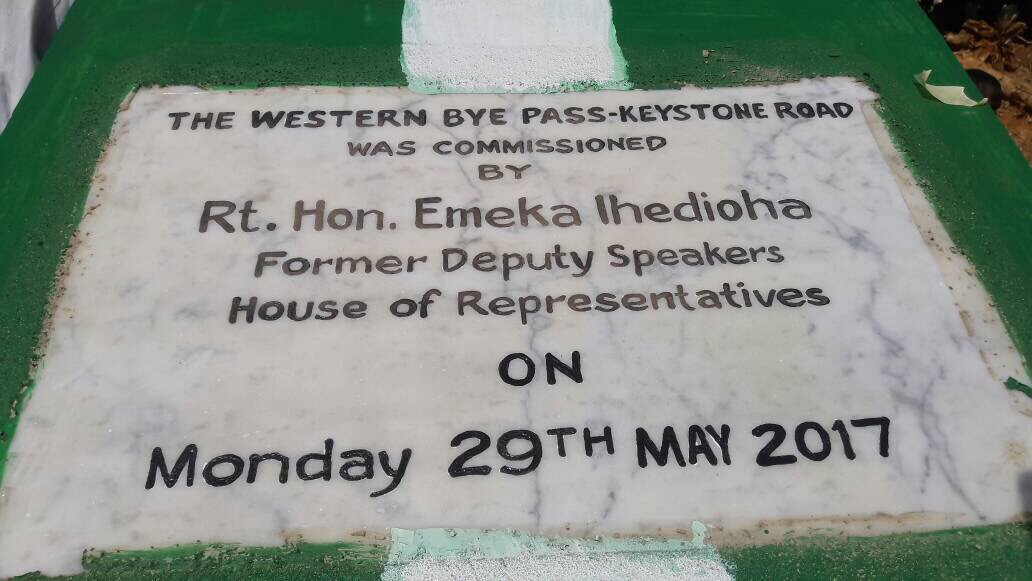 THE WESTERN BYE PASS-KEYSTONE ROAD
WAS COMMISSIONED
BY
Rt. Hon. Emeka Ihedioha
Former Deputy Speakers
House of Representatives
ON
Monday 29TH MAY 2017